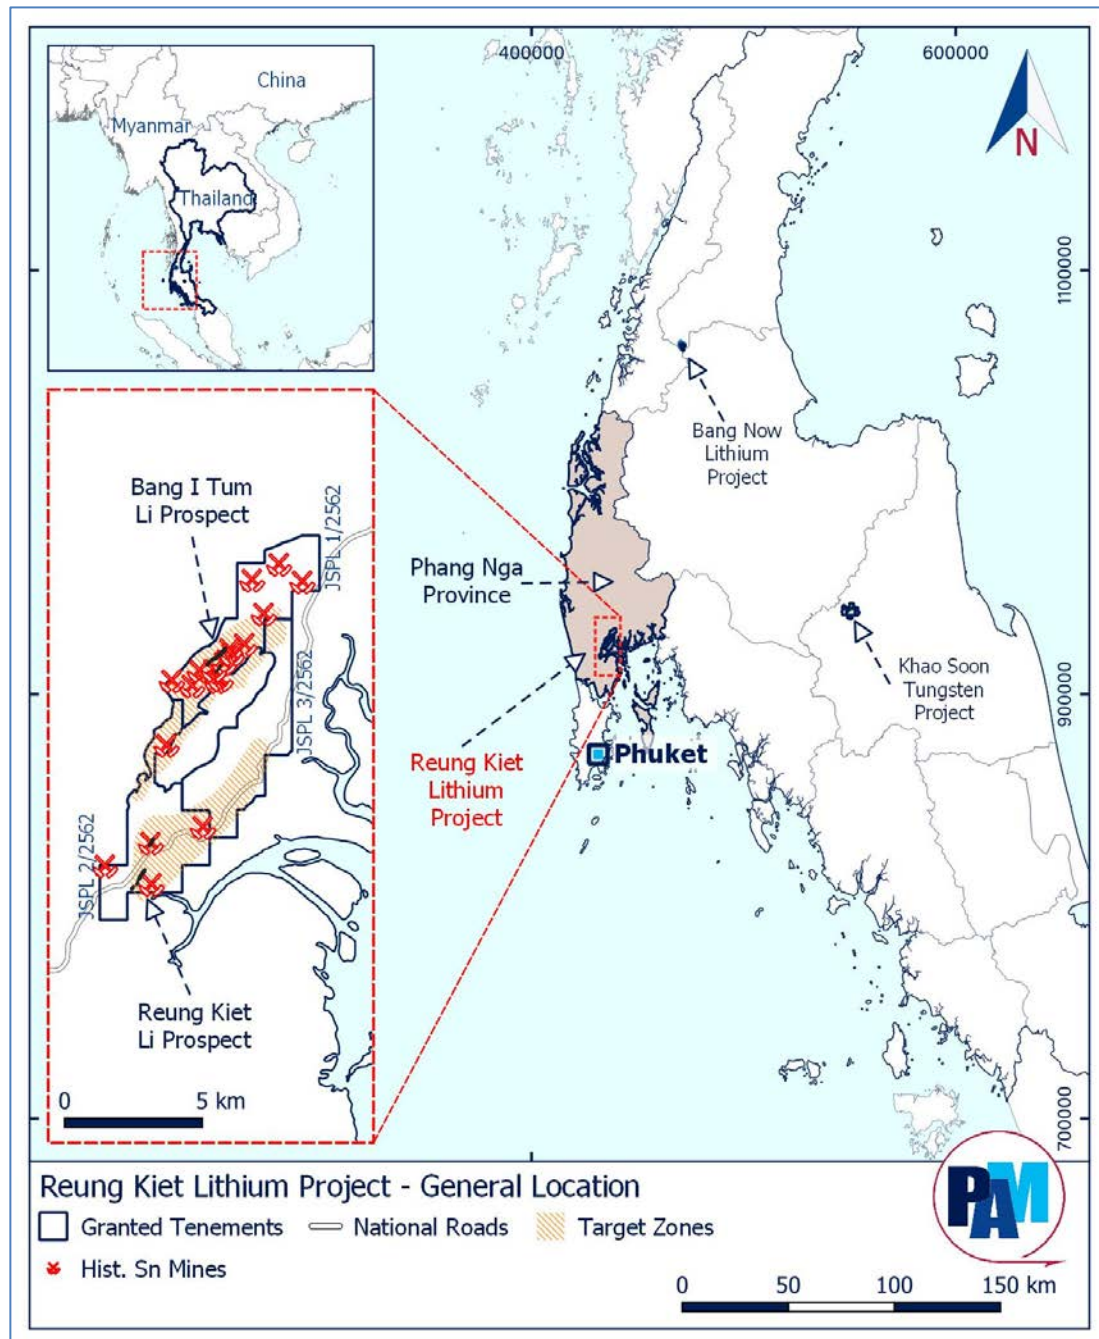 400000
600000
China
Myanmar
Thailand
N
1100000
Bang Now
Lithium
Project
Bang I Tum
Li Prospect
JSPL 1/2562
Phang Nga
Province
JSPL 3/2562
Khao Soon
Tungsten
Project
900000
Reung Kiet
Lithium
Project
Phuket
JSPL 2/2562
Reung Kiet
Li Prospect
0 5 km
700000
Reung Kiet Lithium Project - General Location
Granted Tenements National Roads Target Zones
Hist. Sn Mines
PAM
0 50 100 150 km